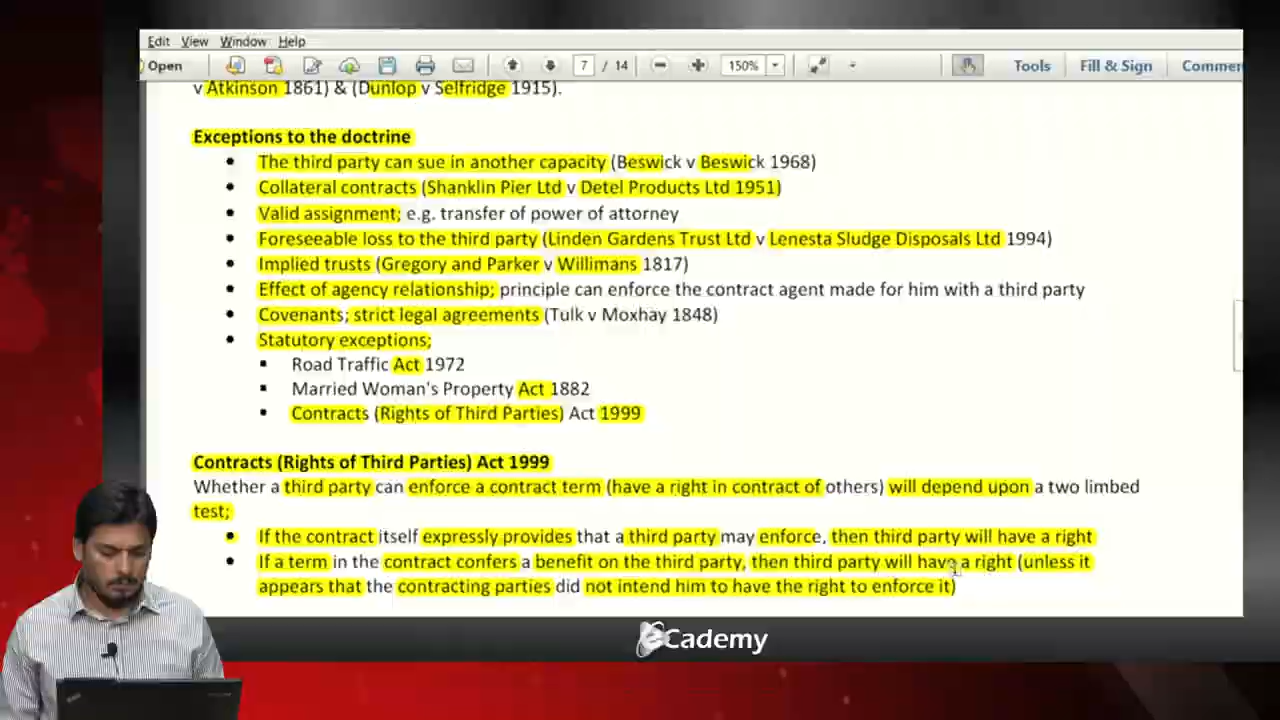 Edit View Window Help
Open 7 / 14 150% Tools Fill & Sign Commen
v Atkinson 1861) & (Dunlop v Selfridge 1915).
Exceptions to the doctrine
• The third party can sue in another capacity (Beswick v Beswick 1968)
• Collateral contracts (Shanklin Pier Ltd v Detel Products Ltd 1951)
• Valid assignment; e.g. transfer of power of attorney
• Foreseeable loss to the third party (Linden Gardens Trust Ltd v Lenesta Sludge Disposals Ltd 1994)
• Implied trusts (Gregory and Parker v Willimans 1817)
• Effect of agency relationship; principle can enforce the contract agent made for him with a third party
• Covenants; strict legal agreements (Tulk v Moxhay 1848)
• Statutory exceptions;
▪ Road Traffic Act 1972
▪ Married Woman's Property Act 1882
▪ Contracts (Rights of Third Parties) Act 1999
Contracts (Rights of Third Parties) Act 1999
Whether a third party can enforce a contract term (have a right in contract of others) will depend upon a two limbed
test;
• If the contract itself expressly provides that a third party may enforce, then third party will have a right
• If a term in the contract confers a benefit on the third party, then third party will have a right (unless it
appears that the contracting parties did not intend him to have the right to enforce it)
eCademy